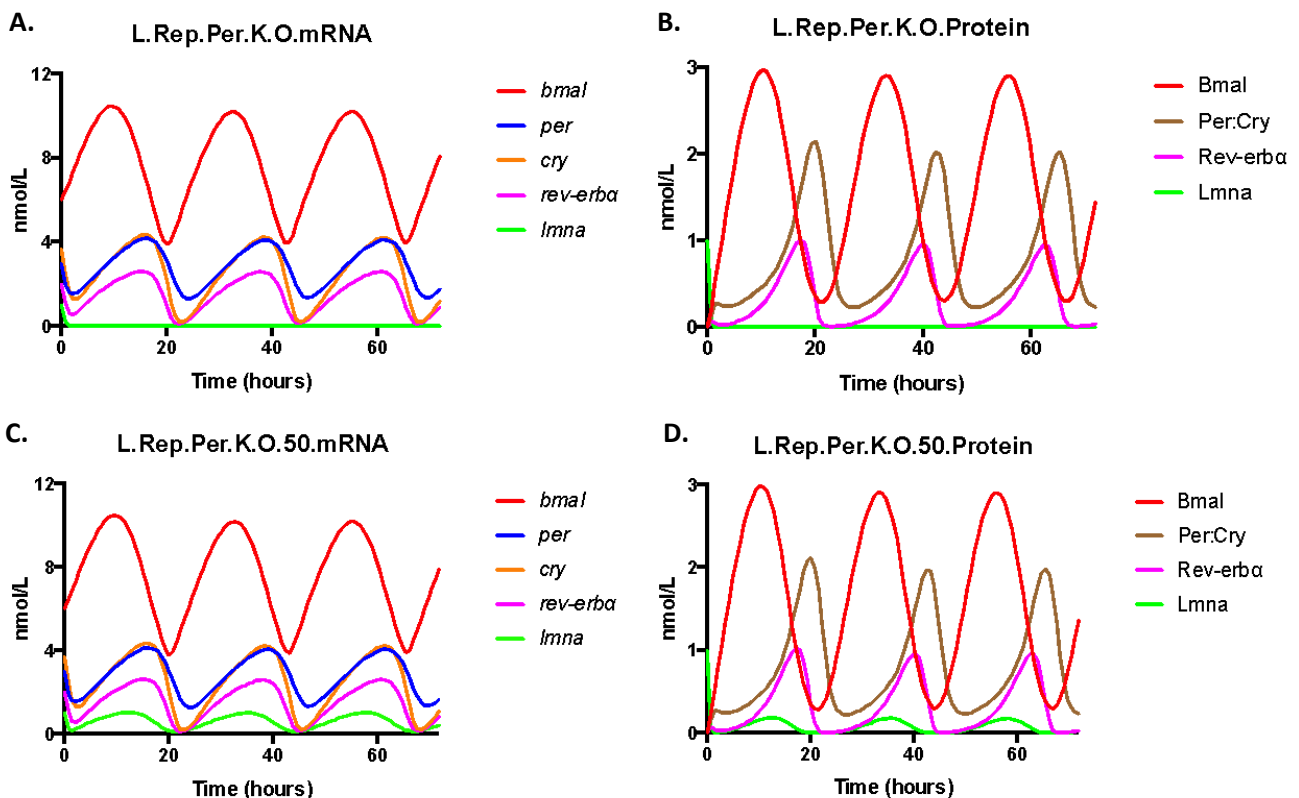 A.
L.Rep.Per.K.O.mRNA
nmol/L
12
8
4
0
0
20
40
60
Time (hours)
bmal
per
cry
rev-erbα
lmna
B.
L.Rep.Per.K.O.Protein
nmol/L
3
2
1
0
0
20
40
60
Time (hours)
Bmal
Per:Cry
Rev-erbα
Lmna
C.
L.Rep.Per.K.O.50.mRNA
nmol/L
12
8
4
0
0
20
40
60
Time (hours)
bmal
per
cry
rev-erbα
lmna
D.
L.Rep.Per.K.O.50.Protein
nmol/L
3
2
1
0
0
20
40
60
Time (hours)
Bmal
Per:Cry
Rev-erbα
Lmna